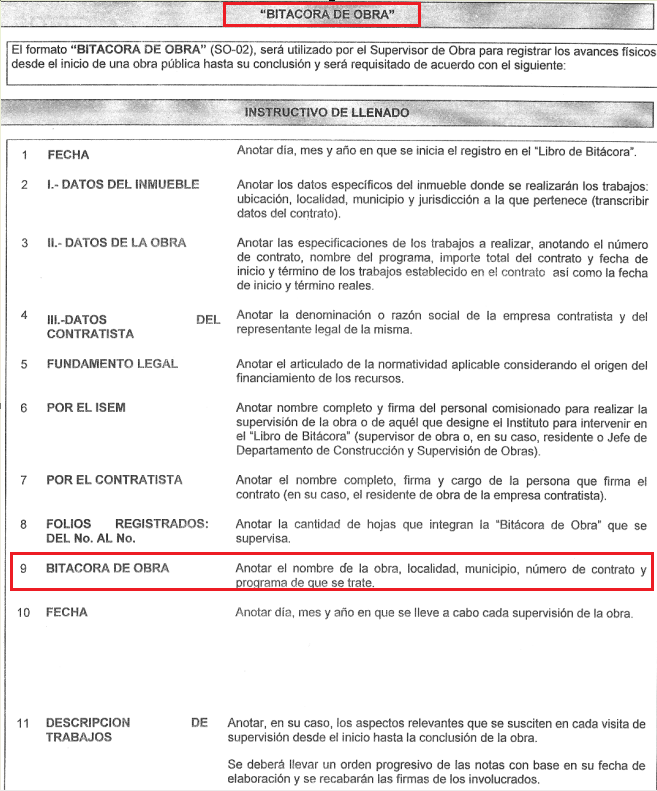 "BITACORA DE OBRA"
El formato "BITACORA DE OBRA" (SO-02), será utilizado por el Supervisor de Obra para registrar los avances físicos
desde el inicio de una obra pública hasta su conclusión y será requisitado de acuerdo con el siguiente:
INSTRUCTIVO DE LLENADO
1 FECHA Anotar día, mes y año en que se inicia el registro en el "Libro de Bitácora".
2 I.- DATOS DEL INMUEBLE Anotar los datos específicos del inmueble donde se realizarán los trabajos:
ubicación, localidad, municipio y jurisdicción a la que pertenece (transcribir
datos del contrato).
3 II.- DATOS DE LA OBRA Anotar las especificaciones de los trabajos a realizar, anotando el número
de contrato, nombre del programa, importe total del contrato y fecha de
inicio y término de los trabajos establecido en el contrato así como la fecha
de inicio y término reales.
4 III.-DATOS DEL Anotar la denominación o razón social de la empresa contratista y del
CONTRATISTA representante legal de la misma.
5 FUNDAMENTO LEGAL Anotar el articulado de la normatividad aplicable considerando el origen del
financiamiento de los recursos.
6 POR EL ISEM Anotar nombre completo y firma del personal comisionado para realizar la
supervisión de la obra o de aquél que designe el Instituto para intervenir en
el "Libro de Bitácora" (supervisor de obra o, en su caso, residente o Jefe de
Departamento de Construcción y Supervisión de Obras).
7 POR EL CONTRATISTA Anotar el nombre completo, firma y cargo de la persona que firma el
contrato (en su caso, el residente de obra de la empresa contratista).
8 FOLIOS REGISTRADOS: Anotar la cantidad de hojas que integran la "Bitácora de Obra" que se
DEL No. AL No. supervisa.
9 BITACORA DE OBRA Anotar el nombre de la obra, localidad, municipio, número de contrato y
programa de que se trate.
10 FECHA Anotar día, mes y año en que se lleve a cabo cada supervisión de la obra.
11 DESCRIPCION DE Anotar, en su caso, los aspectos relevantes que se susciten en cada visita de
TRABAJOS supervisión desde el inicio hasta la conclusión de la obra.
Se deberá llevar un orden progresivo de las notas con base en su fecha de
elaboración y se recabarán las firmas de los involucrados.